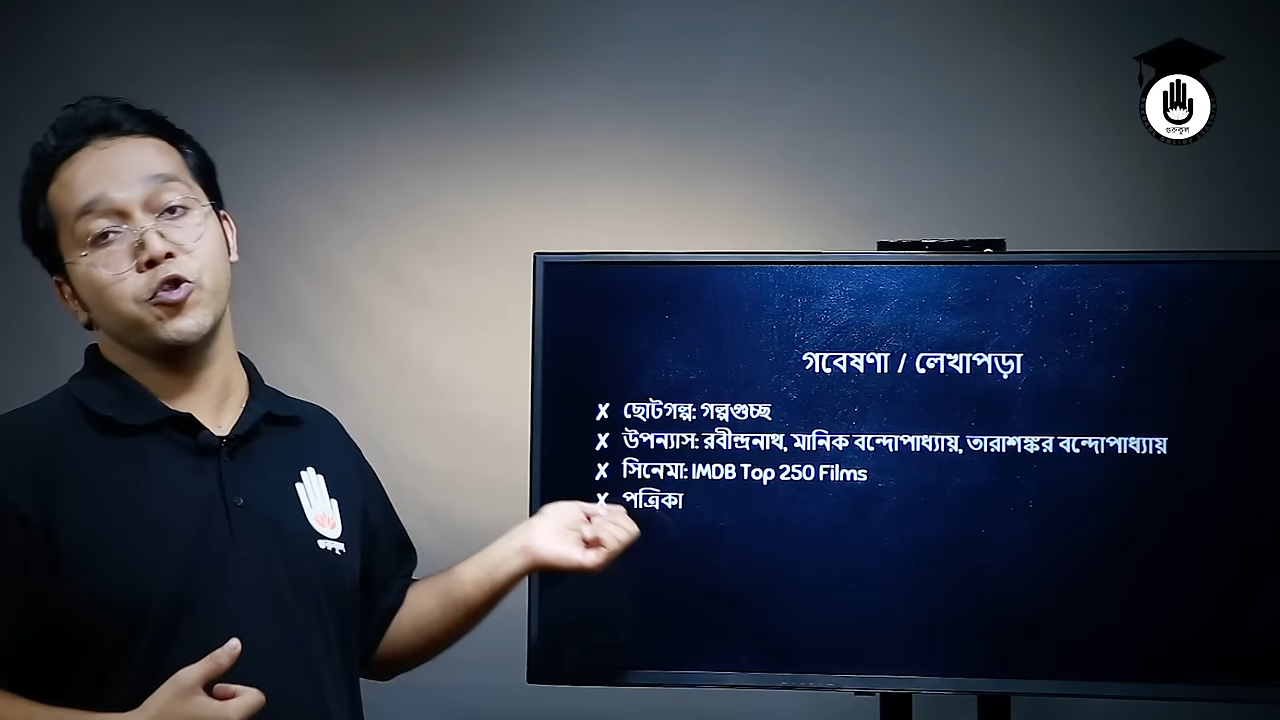 গুরুকুল
গবেষণা / লেখাপড়া
✗ ছোটগল্প: গল্পগুচ্ছ
✗ উপন্যাস: রবীন্দ্রনাথ, মানিক বন্দোপাধ্যায়, তারাশঙ্কর বন্দোপাধ্যায়
✗ সিনেমা: IMDB Top 250 Films
✗ পত্রিকা